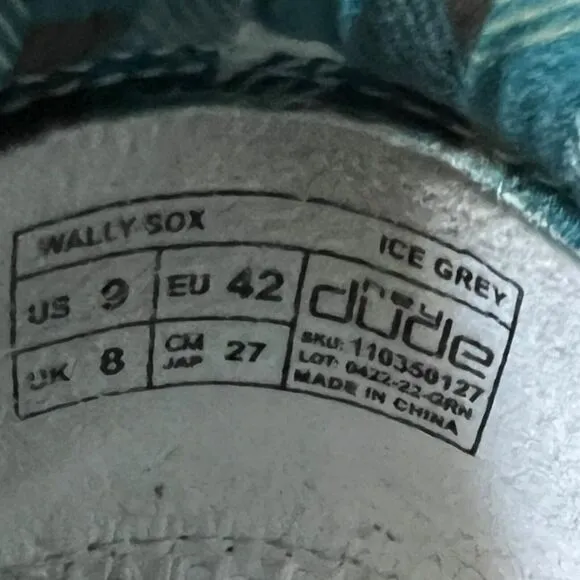 WALLY SOX
ICE GREY
US 9
EU 42
UK 8
CM JAP 27
hey
dude
SKU: 110350127
LOT: 0422-22-GRN
MADE IN CHINA